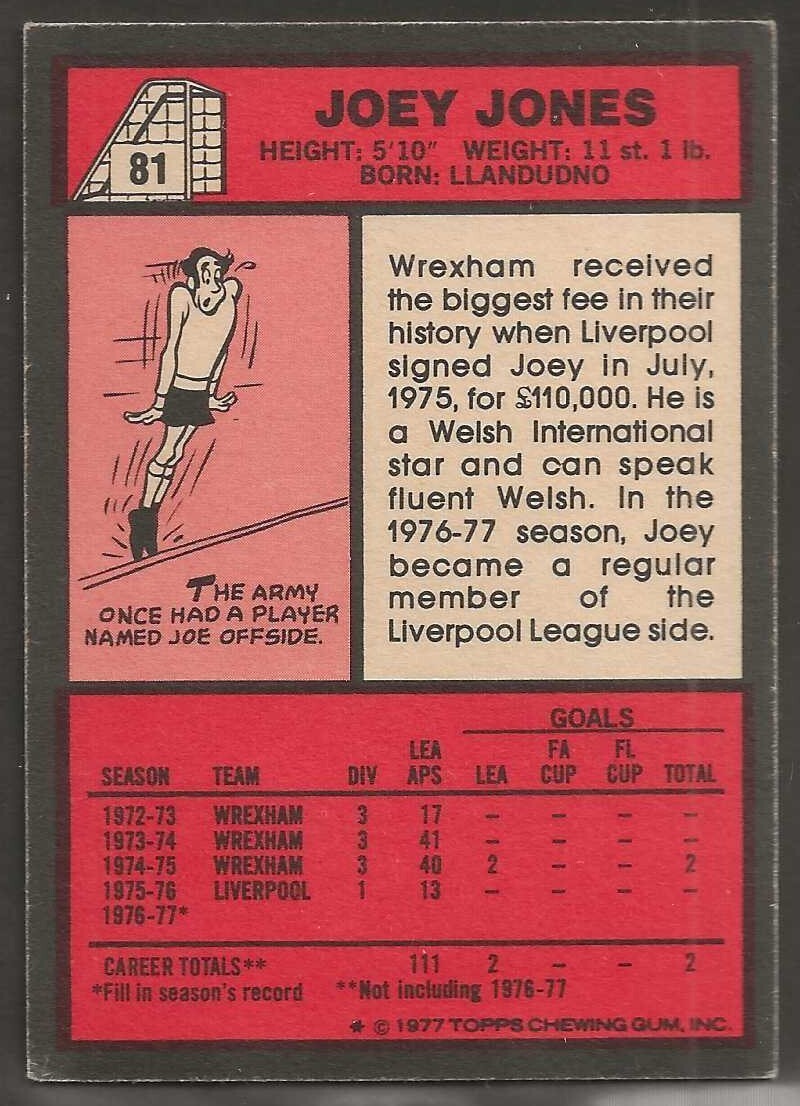 81
JOEY JONES
HEIGHT: 5'10" WEIGHT: 11 st. 1 lb.
BORN: LLANDUDNO
THE ARMY
ONCE HAD A PLAYER
NAMED JOE OFFSIDE.
Wrexham received
the biggest fee in their
history when Liverpool
signed Joey in July,
1975, for £110,000. He is
a Welsh International
star and can speak
fluent Welsh. In the
1976-77 season, Joey
became a regular
member of the
Liverpool League side.
GOALS
LEA FA FL
SEASON TEAM DIV APS LEA CUP CUP TOTAL
1972-73 WREXHAM 3 17 – – – –
1973-74 WREXHAM 3 41 – – – –
1974-75 WREXHAM 3 40 2 – – 2
1975-76 LIVERPOOL 1 13 – – – –
1976-77*
CAREER TOTALS** 111 2 – – 2
*Fill in season's record **Not including 1976-77
* © 1977 TOPPS CHEWING GUM, INC.